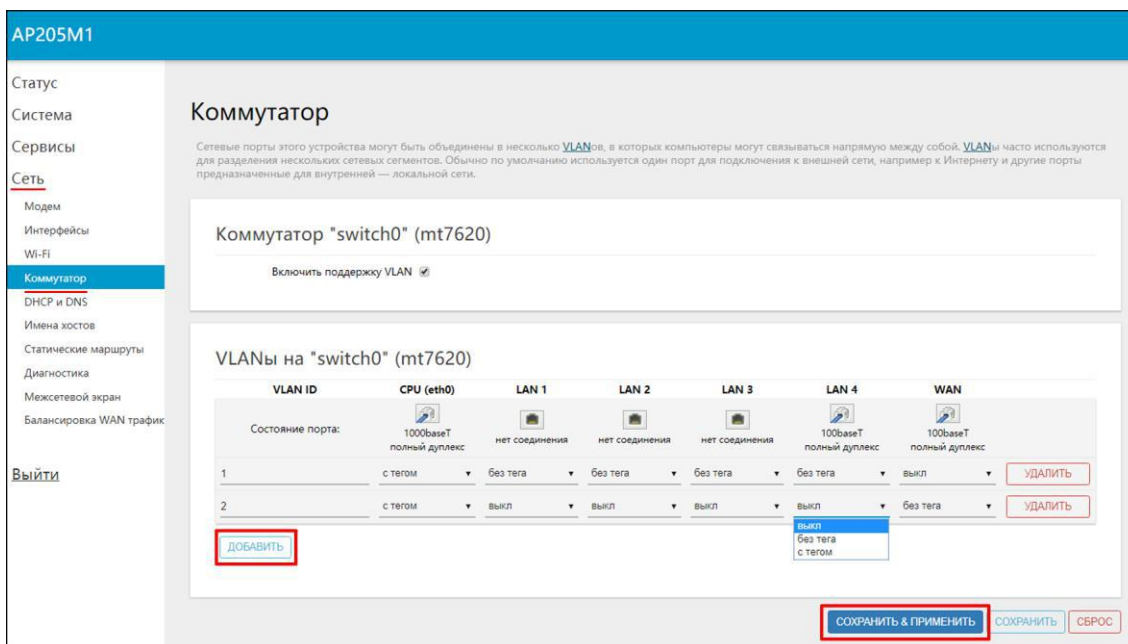 AP205M1
Статус
Система
Сервисы
Сеть
Модем
Интерфейсы
Wi-Fi
Коммутатор
DHCP и DNS
Имена хостов
Статические маршруты
Диагностика
Межсетевой экран
Балансировка WAN трафик
Выйти
Коммутатор
Сетевые порты этого устройства могут быть объединены в несколько VLANов, в которых компьютеры могут связываться напрямую между собой. VLANы часто используются
для разделения нескольких сетевых сегментов. Обычно по умолчанию используется один порт для подключения к внешней сети, например к Интернету и другие порты
предназначенные для внутренней — локальной сети.
Коммутатор "switch0" (mt7620)
Включить поддержку VLAN
VLANы на "switch0" (mt7620)
VLAN ID CPU (eth0) LAN 1 LAN 2 LAN 3 LAN 4 WAN
Состояние порта: 1000baseT нет соединения нет соединения нет соединения 100baseT 100baseT
полный дуплекс полный дуплекс полный дуплекс
1 с тегом без тега без тега без тега без тега выкл УДАЛИТЬ
2 с тегом выкл выкл выкл выкл без тега УДАЛИТЬ
выкл
без тега
с тегом
ДОБАВИТЬ
СОХРАНИТЬ & ПРИМЕНИТЬ СОХРАНИТЬ СБРОС